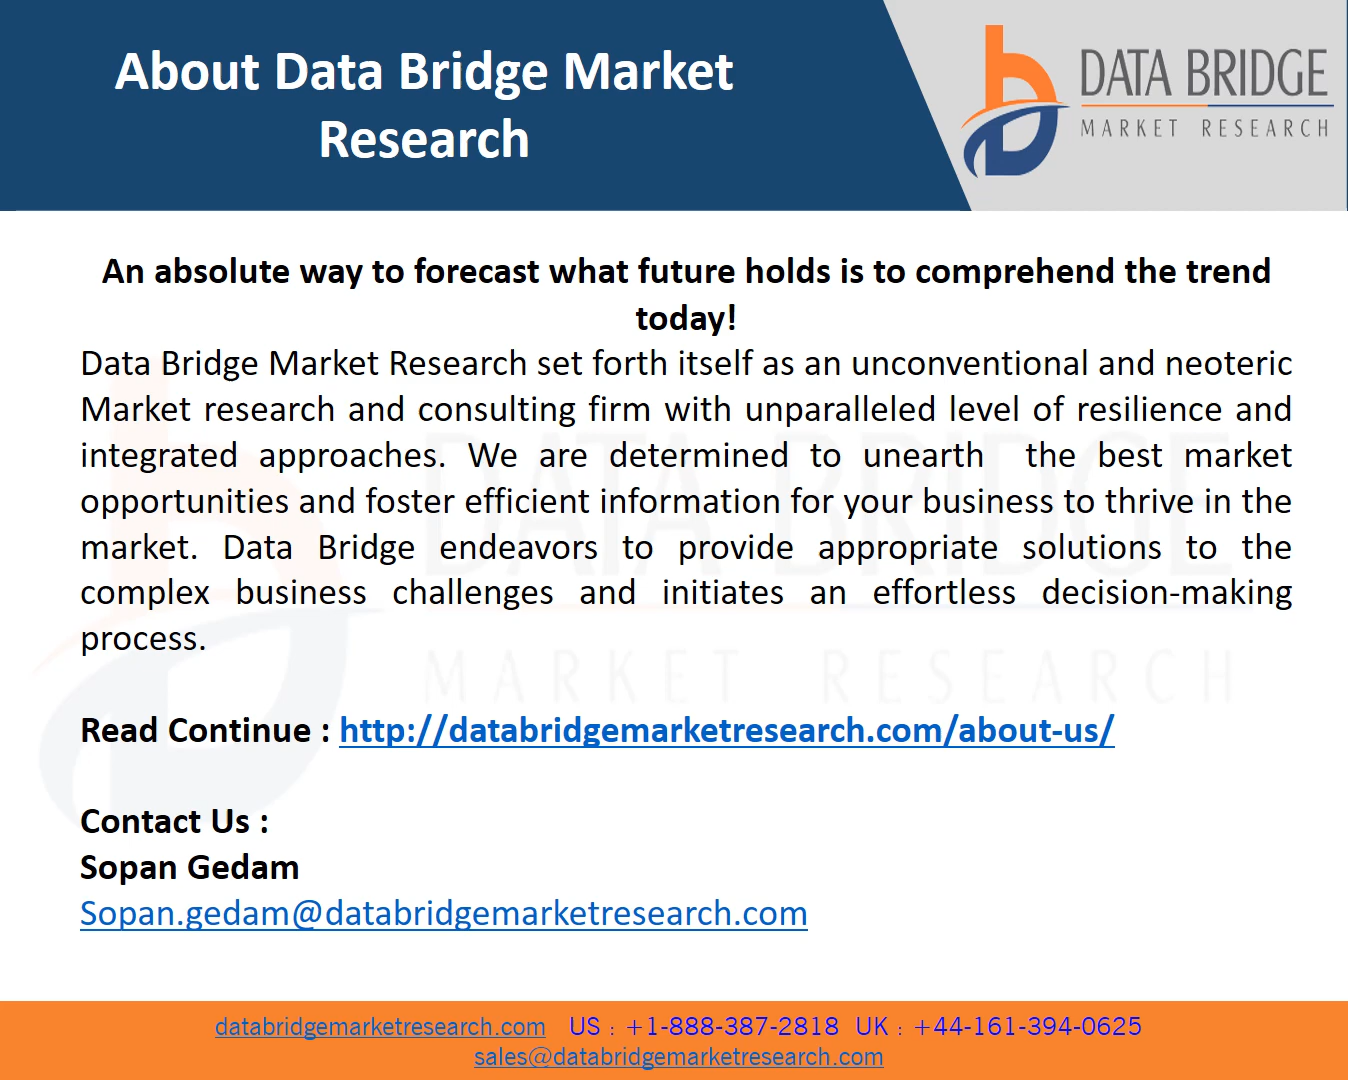 About Data Bridge Market
Research
DATA BRIDGE
MARKET RESEARCH
An absolute way to forecast what future holds is to comprehend the trend
today!
Data Bridge Market Research set forth itself as an unconventional and neoteric
Market research and consulting firm with unparalleled level of resilience and
integrated approaches. We are determined to unearth the best market
opportunities and foster efficient information for your business to thrive in the
market. Data Bridge endeavors to provide appropriate solutions to the
complex business challenges and initiates an effortless decision-making
process.
DATA BRIDGE
MARKET RESEARCH
Read Continue : http://databridgemarketresearch.com/about-us/
Contact Us :
Sopan Gedam
Sopan.gedam@databridgemarketresearch.com
databridgemarketresearch.com US : +1-888-387-2818 UK : +44-161-394-0625
sales@databridgemarketresearch.com